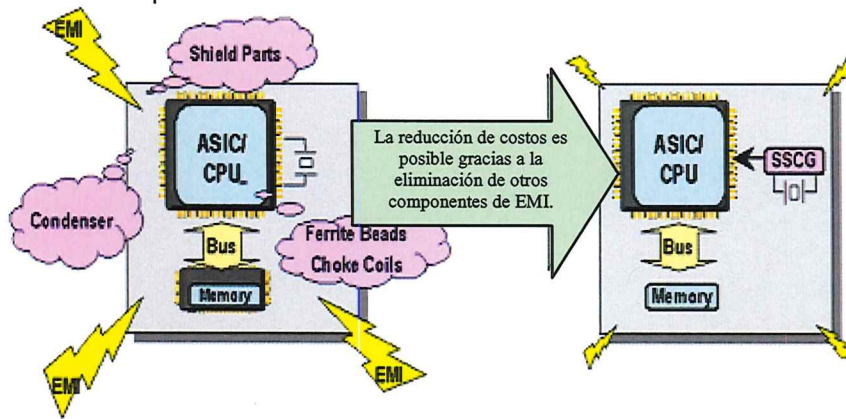 EMI
Shield Parts
ASIC/
CPU
La reducción de costos es
posible gracias a la
eliminación de otros
componentes de EMI.
ASIC/
CPU
SSCG
Condenser
Bus
Ferrite Beads
Choke Coils
Memory
Bus
Memory
EMI
EMI